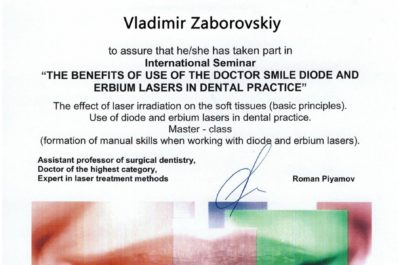 Vladimir Zaborovskiy
to assure that he/she has taken part in
International Seminar
“THE BENEFITS OF USE OF THE DOCTOR SMILE DIODE AND
ERBIUM LASERS IN DENTAL PRACTICE”
The effect of laser irradiation on the soft tissues (basic principles).
Use of diode and erbium lasers in dental practice.
Master - class
(formation of manual skills when working with diode and erbium lasers).
Assistant professor of surgical dentistry,
Doctor of the highest category,
Expert in laser treatment methods
Roman Piyamov